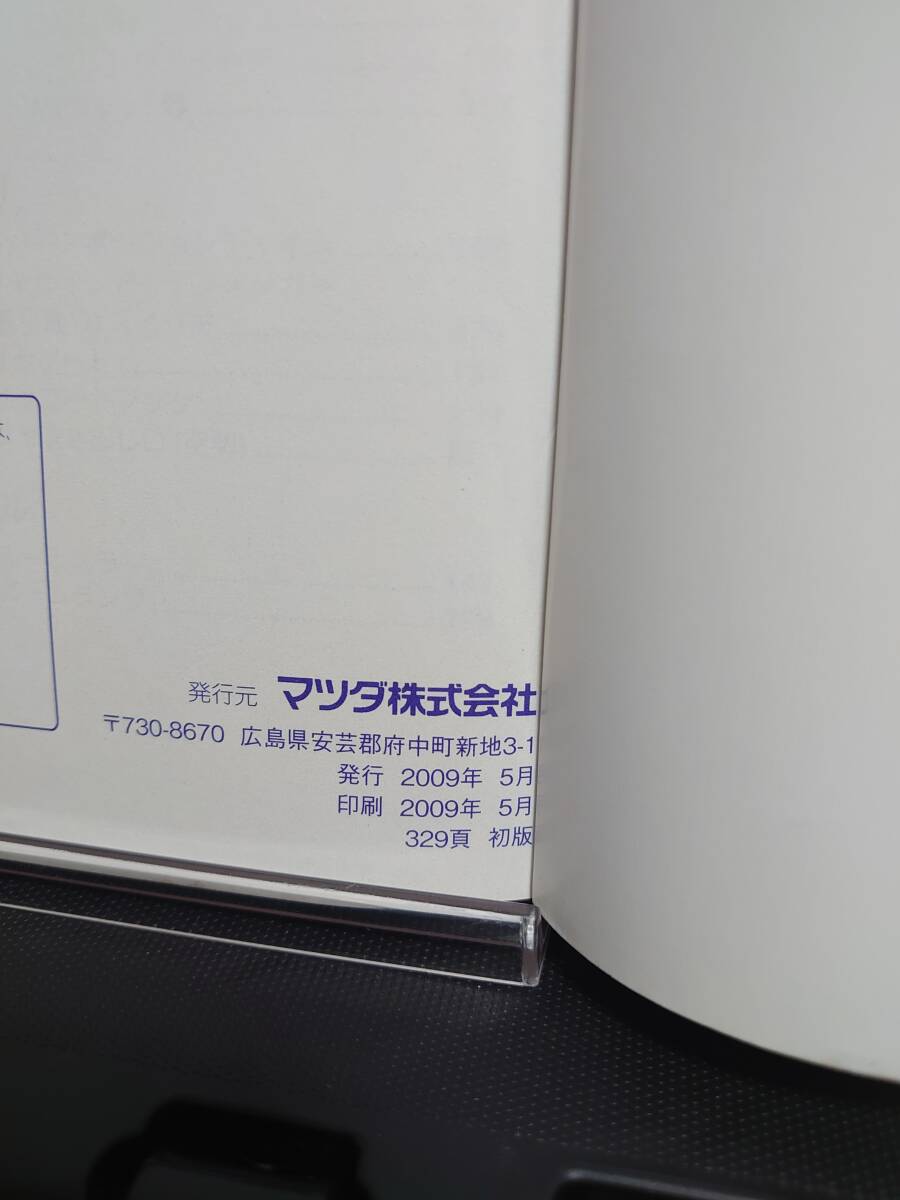 は、
発行元 マツダ株式会社
〒730-8670 広島県安芸郡府中町新地3-1
発行 2009年 5月
印刷 2009年 5月
329頁 初版